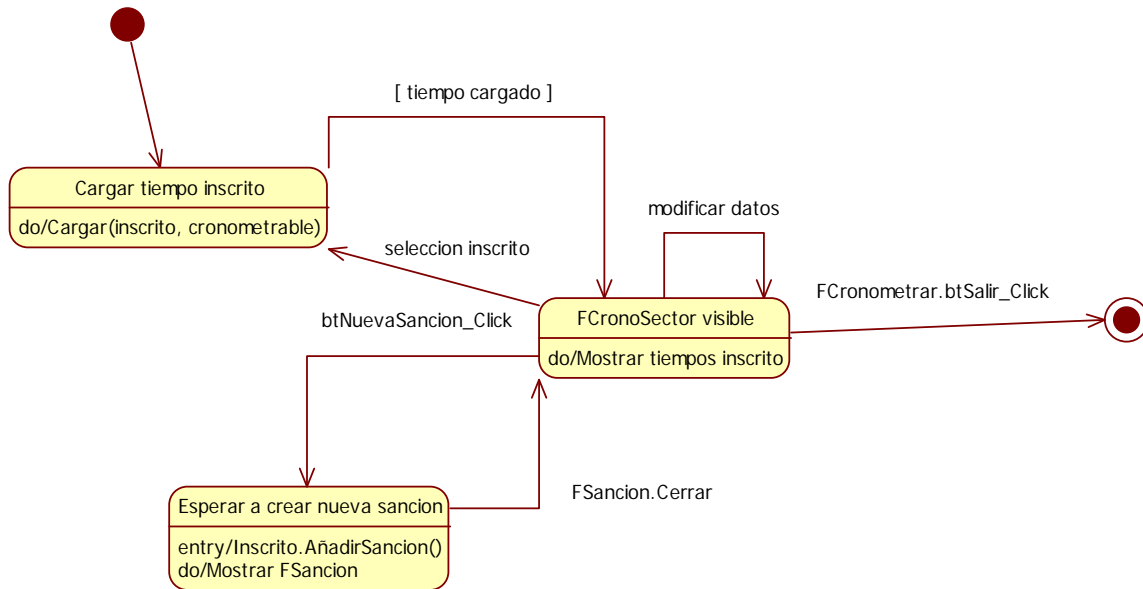 [ tiempo cargado ]
Cargar tiempo inscrito
do/Cargar(inscrito, cronometrable)
modificar datos
seleccion inscrito
FCronometrar.btSalir_Click
btNuevaSancion_Click
FCronoSector visible
do/Mostrar tiempos inscrito
FSancion.Cerrar
Esperar a crear nueva sancion
entry/Inscrito.AñadirSancion()
do/Mostrar FSancion